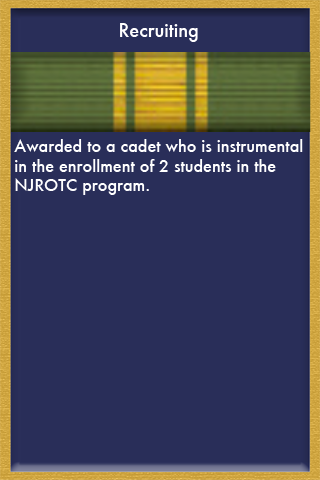 Recruiting
Awarded to a cadet who is instrumental
in the enrollment of 2 students in the
NJROTC program.